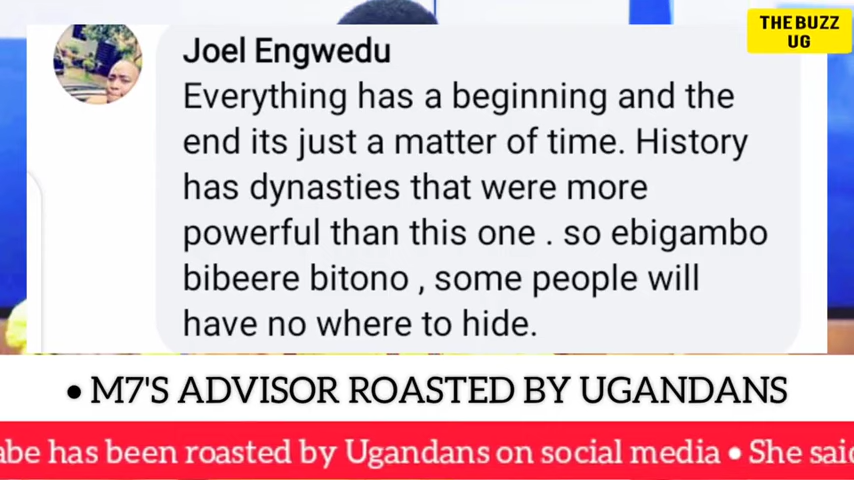 THE BUZZ
UG
Joel Engwedu
Everything has a beginning and the
end its just a matter of time. History
has dynasties that were more
powerful than this one . so ebigambo
bibeere bitono , some people will
have no where to hide.
• M7'S ADVISOR ROASTED BY UGANDANS
abe has been roasted by Ugandans on social media • She said